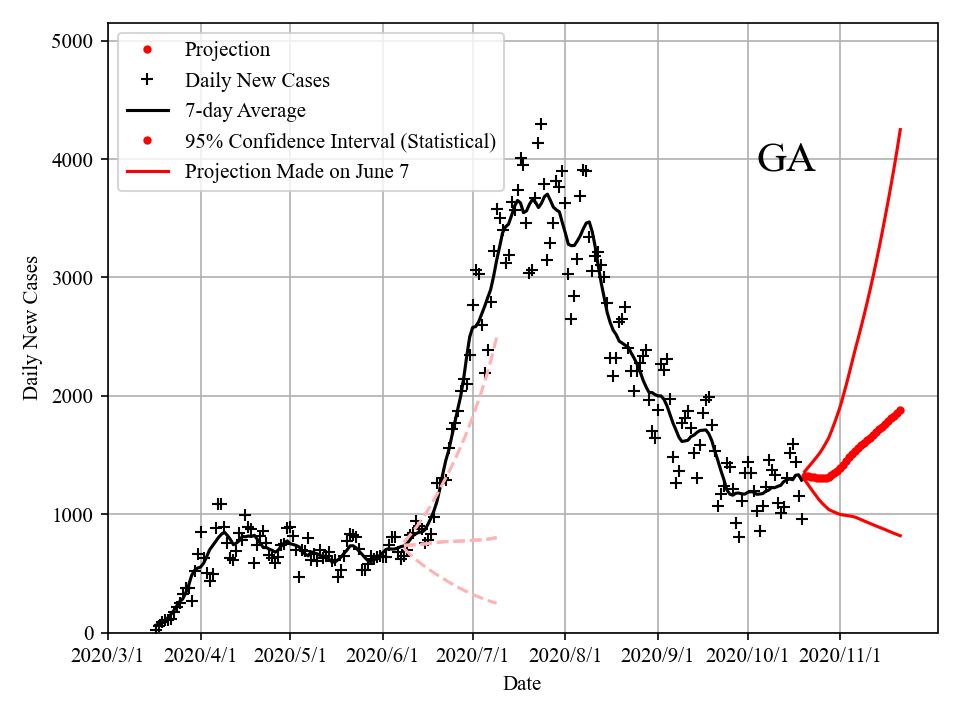 5000
4000
3000
2000
1000
0
Daily New Cases
Projection
Daily New Cases
7-day Average
95% Confidence Interval (Statistical)
Projection Made on June 7
GA
2020/3/1 2020/4/1 2020/5/1 2020/6/1 2020/7/1 2020/8/1 2020/9/1 2020/10/1 2020/11/1
Date